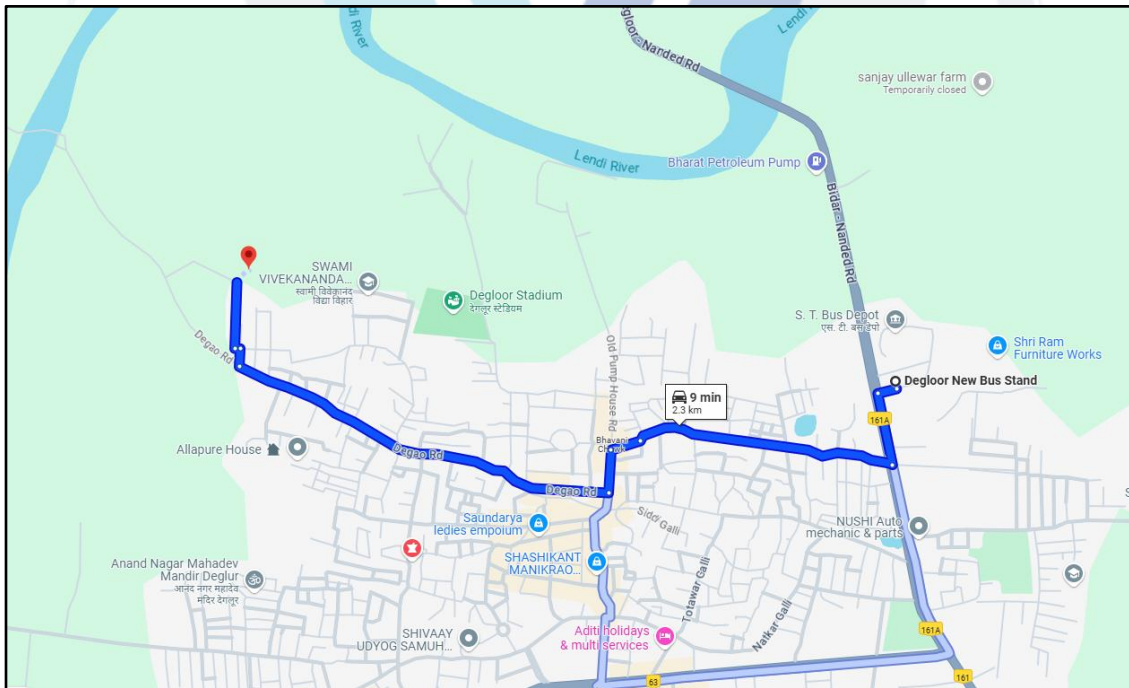 Lendi
River
Degloor - Nanded Rd
Lendi
sanjay ullewar farm
Temporarily closed
Lendi River
Bharat Petroleum Pump
Bidar - Nanded Rd
SWAMI
VIVEKANANDA...
स्वामी विवेकानंद
विद्या विहार
Degloor Stadium
देगलूर स्टेडियम
S. T. Bus Depot
एस. टी. बस डेपो
Shri Ram
Furniture Works
Degao Rd
Old Pump House Rd
Degloor New Bus Stand
9 min
2.3 km
161A
Bhavani
Chowk
Allapure House
Degao Rd
Degao Rd
Saundarya
ledies empoium
Siddi Galli
NUSHI Auto
mechanic & parts
SHASHIKANT
MANIKRAO...
Anand Nagar Mahadev
Mandir Deglur
आनंद नगर महादेव
मंदिर देगलूर
Totawar Galli
Natkar Galli
SHIVAAY
UDYOG SAMUH...
Aditi holidays
& multi services
161A
63
161